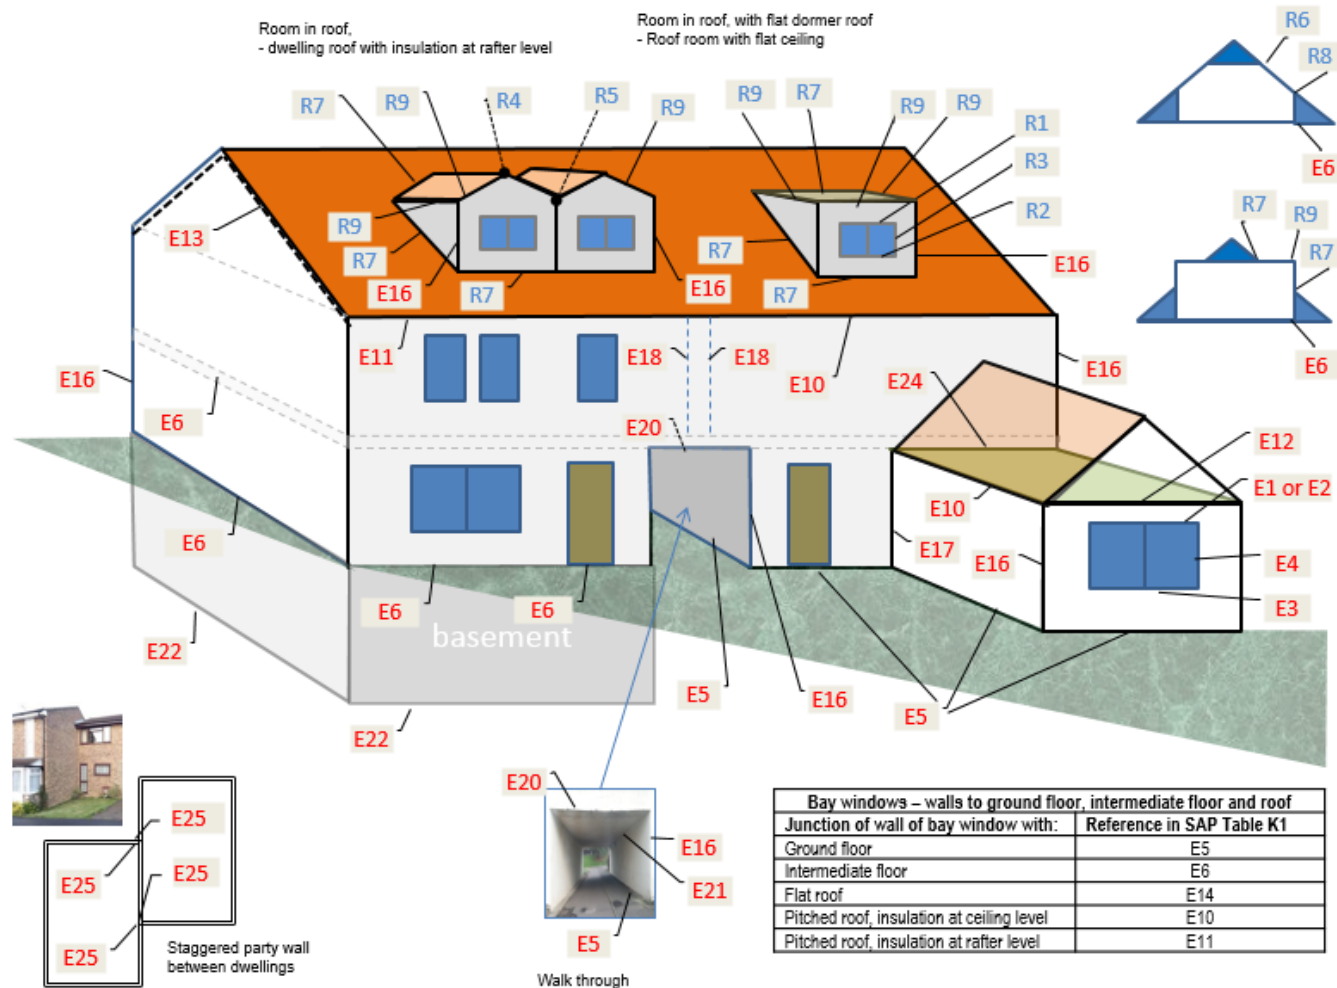 Room in roof,
- dwelling roof with insulation at rafter level
Room in roof, with flat dormer roof
- Roof room with flat ceiling
R6
R8
E6
R7
R9
R4
R5
R9
R9
R7
R9
R9
R1
R3
R2
R7
R9
R7
E6
E13
R9
R7
E16
R7
E16
R7
R7
E16
E11
E18
E18
E10
E16
E24
E16
E6
E20
E12
E1 or E2
E10
E17
E16
E4
E3
E6
E6
E6
basement
E22
E5
E16
E5
E22
E20
E16
E21
E5
Walk through
E25
E25
E25
E25
Staggered party wall
between dwellings
Bay windows – walls to ground floor, intermediate floor and roof
Junction of wall of bay window with: Reference in SAP Table K1
Ground floor E5
Intermediate floor E6
Flat roof E14
Pitched roof, insulation at ceiling level E10
Pitched roof, insulation at rafter level E11